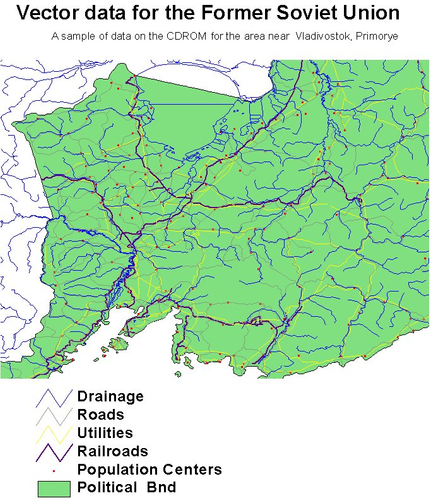 Vector data for the Former Soviet Union
A sample of data on the CDROM for the area near Vladivostok, Primorye
Drainage
Roads
Utilities
Railroads
Population Centers
Political Bnd